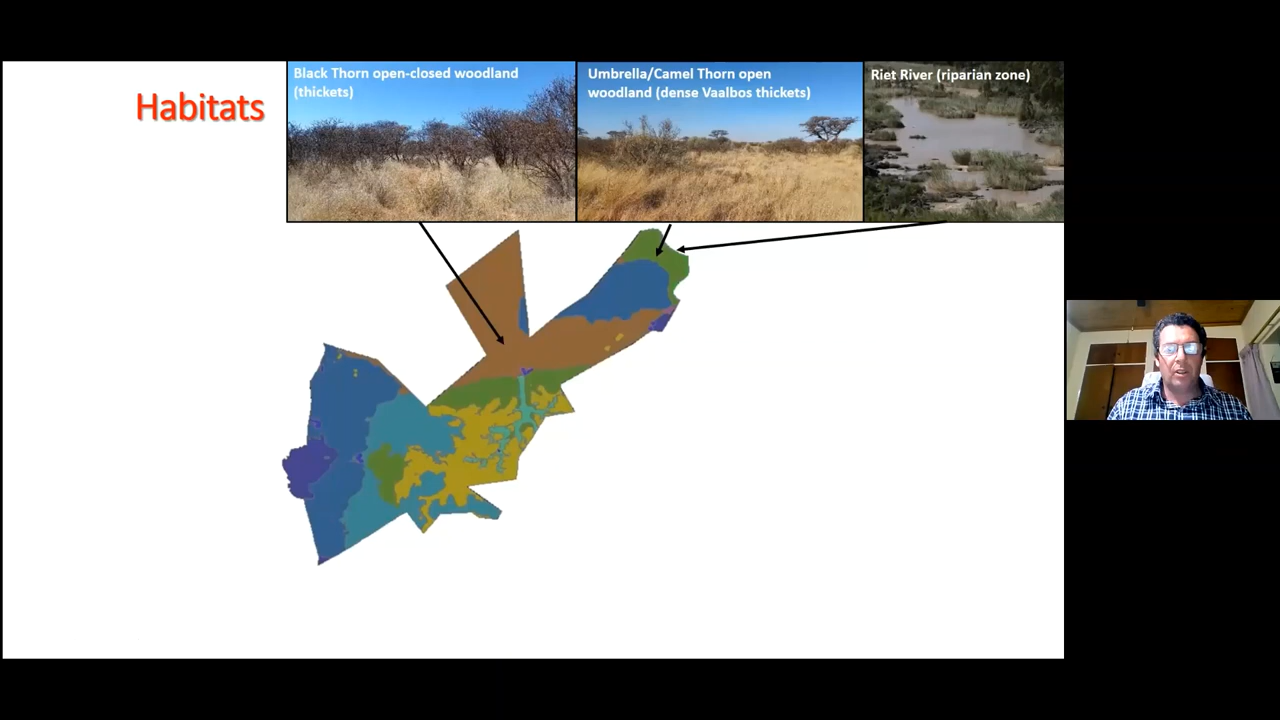 Habitats
Black Thorn open-closed woodland
(thickets)
Umbrella/Camel Thorn open
woodland (dense Vaalbos thickets)
Riet River (riparian zone)